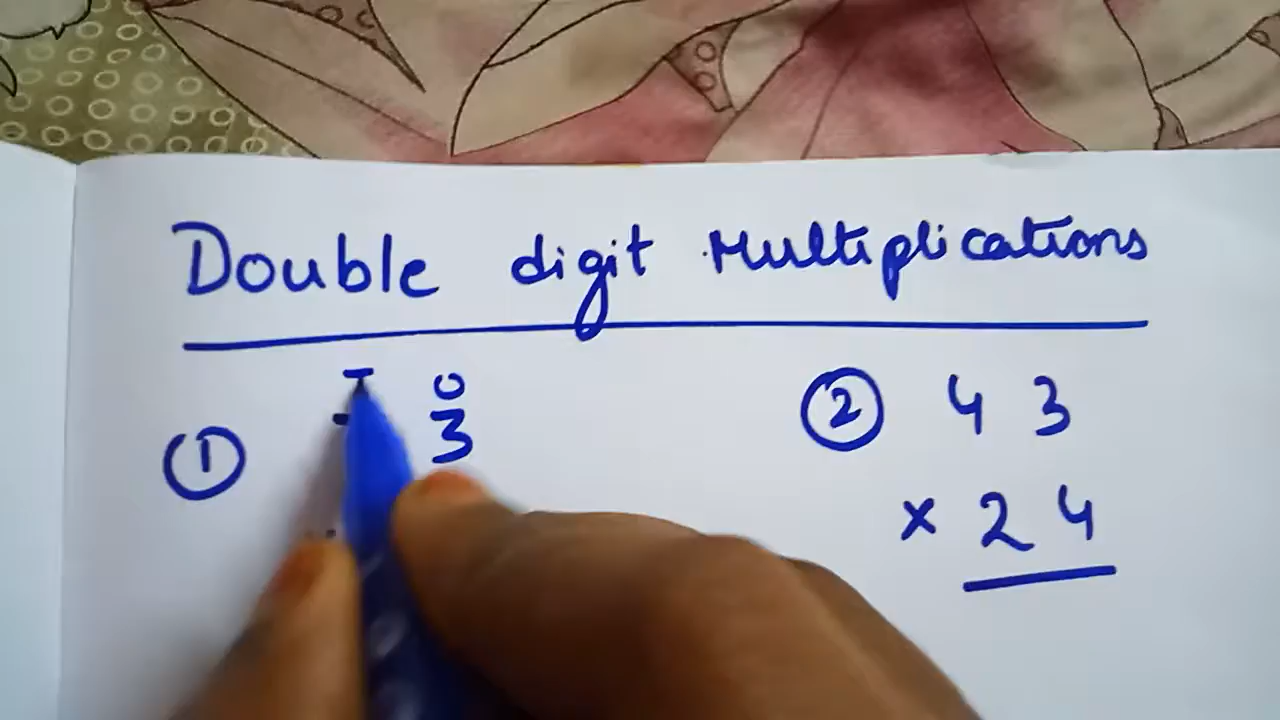 Double digit Multiplications
T O
① 3
② 4 3
× 2 4